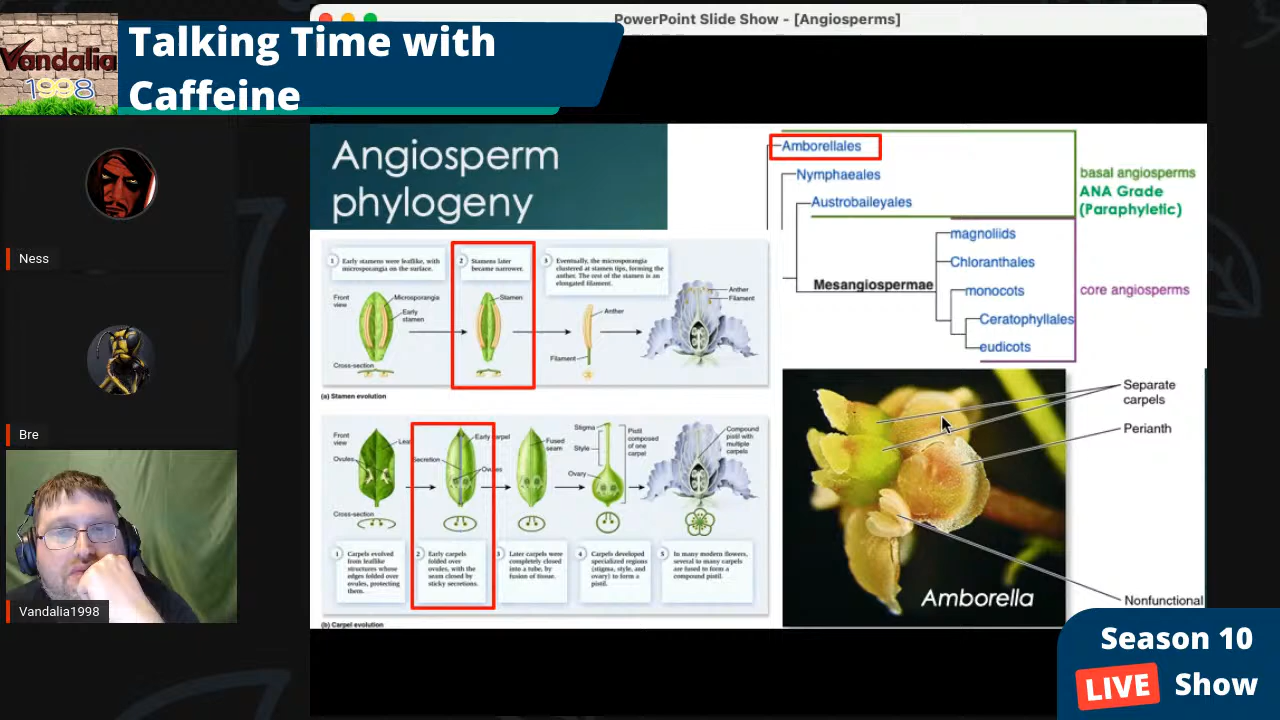 PowerPoint Slide Show - [Angiosperms]
Talking Time with
Caffeine
Vandalia
1998
Ness
Bre
Vandalia1998
Angiosperm
phylogeny
1 Early stamens were leaflike, with
microsporangia on the surface.
2 Stamens later
became narrower.
3 Eventually, the microsporangia
clustered at stamen tips, forming the
anther. The rest of the stamen is an
elongated filament.
Front
view
Microsporangia
Early
stamen
Stamen
Anther
Filament
Anther
Filament
Cross-section
(a) Stamen evolution
Front
view
Ovules
Early carpel
Secretion
Ovules
Fused
seam
Stigma
Style
Ovary
Pistil
composed
of one
carpel
Compound
pistil with
multiple
carpels
Cross-section
1 Carpels evolved
from leaflike
structures whose
edges folded over
ovules, protecting
them.
2 Early carpels
folded over
ovules, with the
seam closed by
sticky secretions.
3 Later carpels were
completely closed
into a tube, by
fusion of tissue.
4 Carpels developed
specialized regions
(stigma, style, and
ovary) to form a
pistil.
5 In many modern flowers,
several to many carpels
are fused to form a
compound pistil.
(b) Carpel evolution
Amborellales
Nymphaeales
Austrobaileyales
basal angiosperms
ANA Grade
(Paraphyletic)
Mesangiospermae
magnoliids
Chloranthales
monocots
Ceratophyllales
eudicots
core angiosperms
Separate
carpels
Perianth
Nonfunctional
Amborella
Season 10
LIVE Show